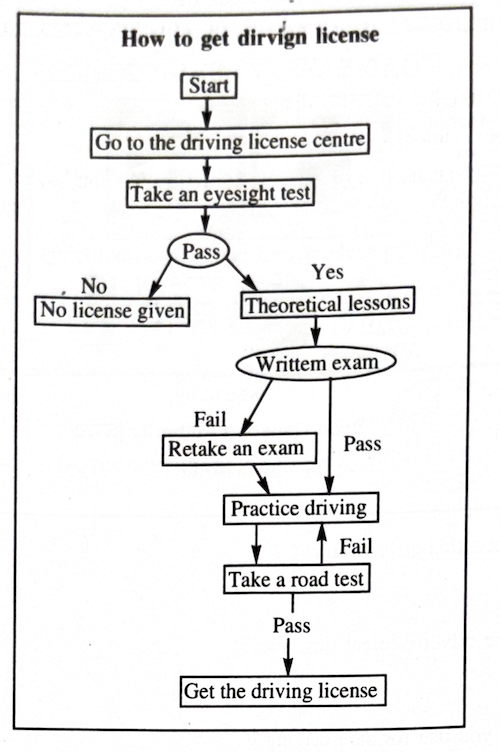 How to get dirvign license
Start
Go to the driving license centre
Take an eyesight test
Pass
No
Yes
No license given
Theoretical lessons
Writtem exam
Fail
Retake an exam
Pass
Practice driving
Fail
Take a road test
Pass
Get the driving license